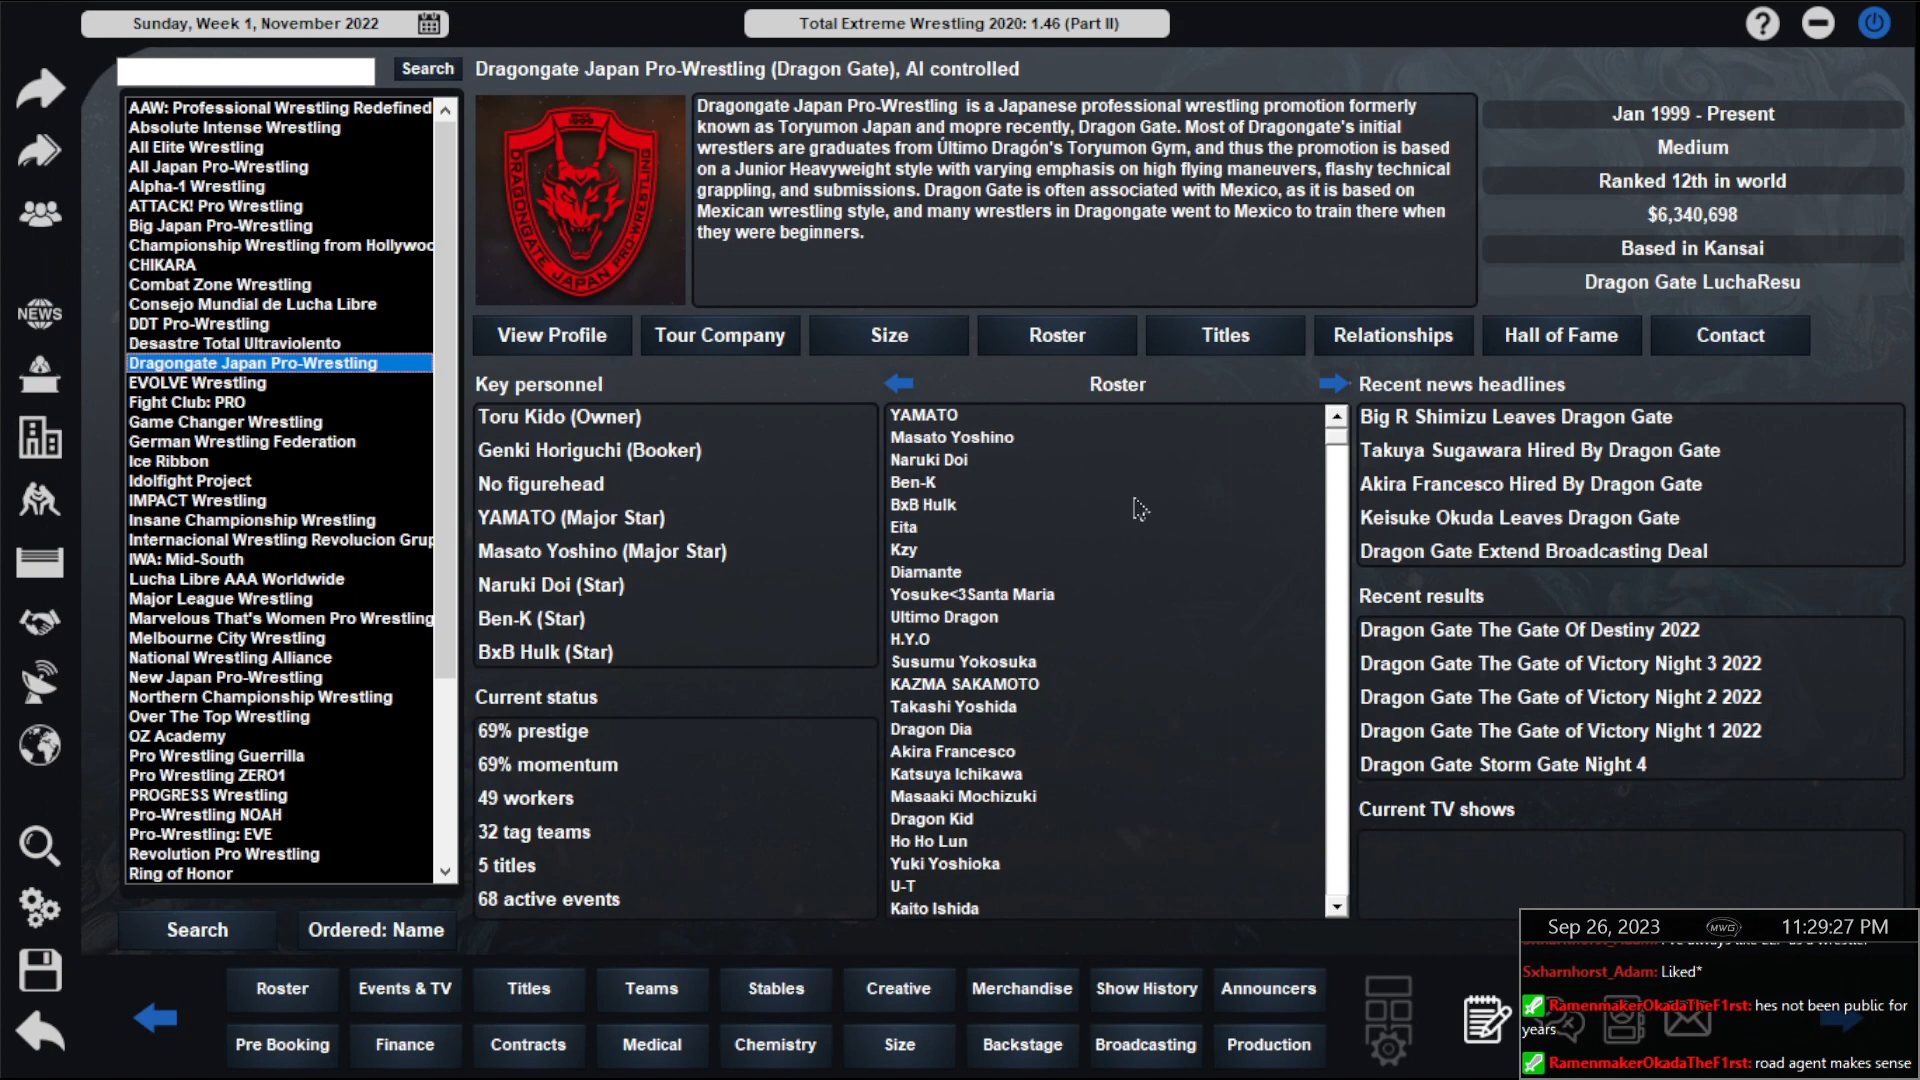 Sunday, Week 1, November 2022
Total Extreme Wrestling 2020: 1.46 (Part II)
Search
Dragongate Japan Pro-Wrestling (Dragon Gate), AI controlled
AAW: Professional Wrestling Redefined
Absolute Intense Wrestling
All Elite Wrestling
All Japan Pro-Wrestling
Alpha-1 Wrestling
ATTACK! Pro Wrestling
Big Japan Pro-Wrestling
Championship Wrestling from Hollywoo
CHIKARA
Combat Zone Wrestling
Consejo Mundial de Lucha Libre
DDT Pro-Wrestling
Desastre Total Ultraviolento
Dragongate Japan Pro-Wrestling
EVOLVE Wrestling
Fight Club: PRO
Game Changer Wrestling
German Wrestling Federation
Ice Ribbon
Idolfight Project
IMPACT Wrestling
Insane Championship Wrestling
Internacional Wrestling Revolucion Grup
IWA: Mid-South
Lucha Libre AAA Worldwide
Major League Wrestling
Marvelous That's Women Pro Wrestling
Melbourne City Wrestling
National Wrestling Alliance
New Japan Pro-Wrestling
Northern Championship Wrestling
Over The Top Wrestling
OZ Academy
Pro Wrestling Guerrilla
Pro Wrestling ZERO1
PROGRESS Wrestling
Pro-Wrestling NOAH
Pro-Wrestling: EVE
Revolution Pro Wrestling
Ring of Honor
Search
Ordered: Name
SINCE 1999
DRAGONGATE JAPAN PRO-WRESTLING
Dragongate Japan Pro-Wrestling is a Japanese professional wrestling promotion formerly
known as Toryumon Japan and mopre recently, Dragon Gate. Most of Dragongate's initial
wrestlers are graduates from Último Dragón's Toryumon Gym, and thus the promotion is based
on a Junior Heavyweight style with varying emphasis on high flying maneuvers, flashy technical
grappling, and submissions. Dragon Gate is often associated with Mexico, as it is based on
Mexican wrestling style, and many wrestlers in Dragongate went to Mexico to train there when
they were beginners.
Jan 1999 - Present
Medium
Ranked 12th in world
$6,340,698
Based in Kansai
Dragon Gate LuchaResu
View Profile
Tour Company
Size
Roster
Titles
Relationships
Hall of Fame
Contact
Key personnel
Toru Kido (Owner)
Genki Horiguchi (Booker)
No figurehead
YAMATO (Major Star)
Masato Yoshino (Major Star)
Naruki Doi (Star)
Ben-K (Star)
BxB Hulk (Star)
Current status
69% prestige
69% momentum
49 workers
32 tag teams
5 titles
68 active events
Roster
YAMATO
Masato Yoshino
Naruki Doi
Ben-K
BxB Hulk
Eita
Kzy
Diamante
Yosuke<3Santa Maria
Ultimo Dragon
H.Y.O
Susumu Yokosuka
KAZMA SAKAMOTO
Takashi Yoshida
Dragon Dia
Akira Francesco
Katsuya Ichikawa
Masaaki Mochizuki
Dragon Kid
Ho Ho Lun
Yuki Yoshioka
U-T
Kaito Ishida
Recent news headlines
Big R Shimizu Leaves Dragon Gate
Takuya Sugawara Hired By Dragon Gate
Akira Francesco Hired By Dragon Gate
Keisuke Okuda Leaves Dragon Gate
Dragon Gate Extend Broadcasting Deal
Recent results
Dragon Gate The Gate Of Destiny 2022
Dragon Gate The Gate of Victory Night 3 2022
Dragon Gate The Gate of Victory Night 2 2022
Dragon Gate The Gate of Victory Night 1 2022
Dragon Gate Storm Gate Night 4
Current TV shows
NEWS
Roster
Events & TV
Titles
Teams
Stables
Creative
Merchandise
Show History
Announcers
Pre Booking
Finance
Contracts
Medical
Chemistry
Size
Backstage
Broadcasting
Production
Sep 26, 2023
MWG
11:29:27 PM
Sxharnhorst_Adam: Liked*
RamenmakerOkadaTheF1rst: hes not been public for
years
RamenmakerOkadaTheF1rst: road agent makes sense